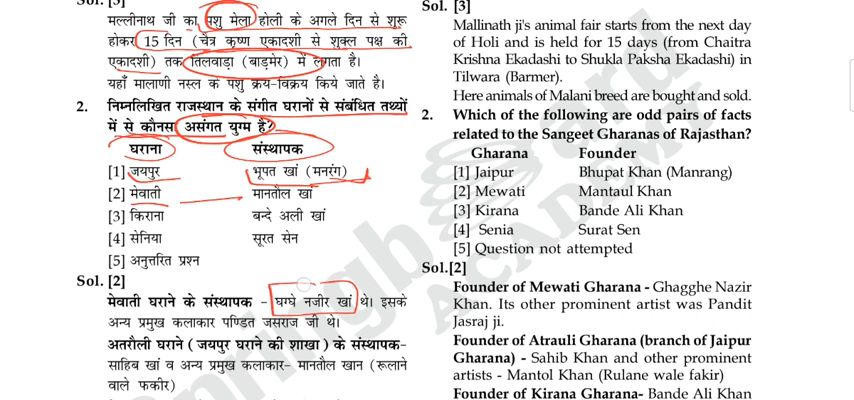 Sol. [3]
मल्लीनाथ जी का पशु मेला होली के अगले दिन से शुरू
होकर 15 दिन (चैत्र कृष्ण एकादशी से शुक्ल पक्ष की
एकादशी) तक तिलवाड़ा (बाड़मेर) में लगता है।
यहाँ मालाणी नस्ल के पशु क्रय-विक्रय किये जाते है।
2. निम्नलिखित राजस्थान के संगीत घरानों से संबंधित तथ्यों
में से कौनसा असंगत युग्म है?
घराना संस्थापक
[1] जयपुर भूपत खां (मनरंग)
[2] मेवाती मानतौल खां
[3] किराना बन्दे अली खां
[4] सेनिया सूरत सेन
[5] अनुत्तरित प्रश्न
Sol. [2]
मेवाती घराने के संस्थापक - घग्घे नजीर खां थे। इसके
अन्य प्रमुख कलाकार पण्डित जसराज जी थे।
अतरौली घराने (जयपुर घराने की शाखा) के संस्थापक-
साहिब खां व अन्य प्रमुख कलाकार- मानतौल खान (रूलाने
वाले फकीर)
Sol. [3]
Mallinath ji's animal fair starts from the next day
of Holi and is held for 15 days (from Chaitra
Krishna Ekadashi to Shukla Paksha Ekadashi) in
Tilwara (Barmer).
Here animals of Malani breed are bought and sold.
2. Which of the following are odd pairs of facts
related to the Sangeet Gharanas of Rajasthan?
Gharana Founder
[1] Jaipur Bhupat Khan (Manrang)
[2] Mewati Mantaul Khan
[3] Kirana Bande Ali Khan
[4] Senia Surat Sen
[5] Question not attempted
Sol.[2]
Founder of Mewati Gharana - Ghagghe Nazir
Khan. Its other prominent artist was Pandit
Jasraj ji.
Founder of Atrauli Gharana (branch of Jaipur
Gharana) - Sahib Khan and other prominent
artists - Mantol Khan (Rulane wale fakir)
Founder of Kirana Gharana- Bande Ali Khan